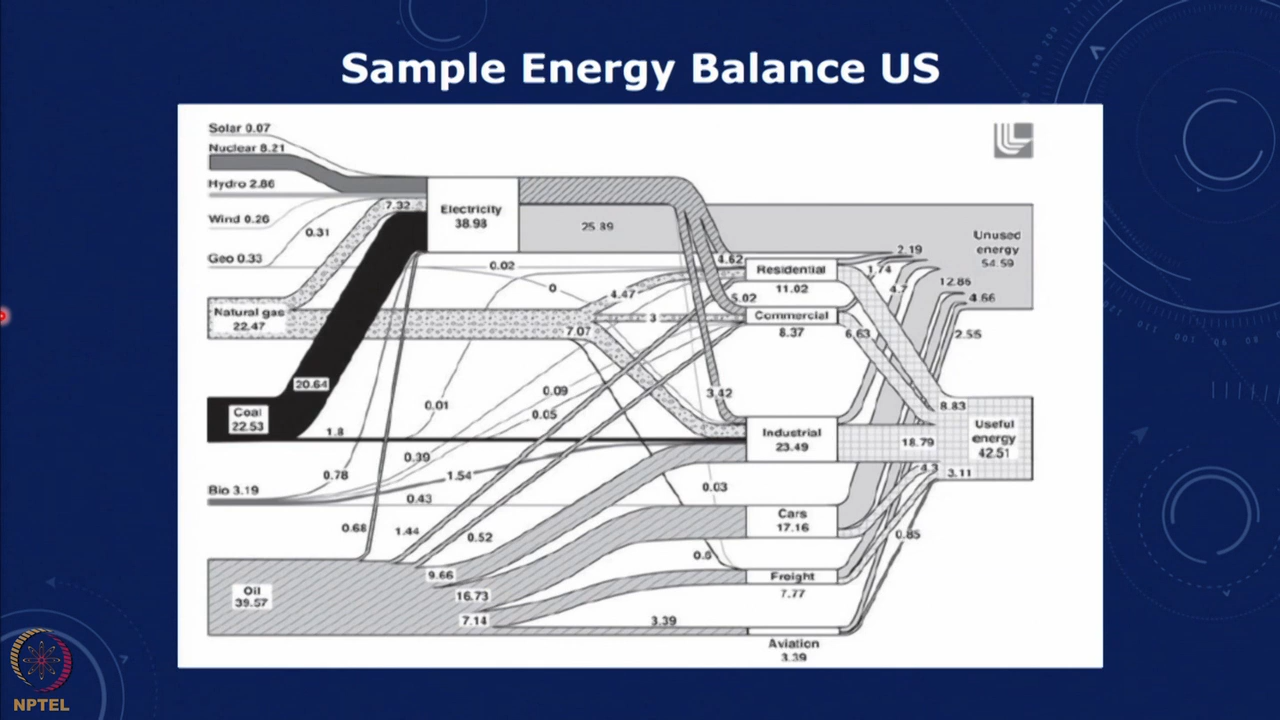 Sample Energy Balance US
Solar 0.07
Nuclear 8.21
Hydro 2.86
7.32
Electricity
38.98
Wind 0.26
0.31
25.89
Unused
energy
54.59
Geo 0.33
0.02
4.62
Residential
2.19
1.74
4.7
12.86
0
11.02
4.47
5.02
4.66
Natural gas
22.47
3
Commercial
7.07
8.37
6.63
2.55
20.64
0.09
3.42
Coal
22.53
0.01
0.05
8.83
1.8
Industrial
23.49
18.79
Useful
energy
42.51
0.39
0.78
1.54
4.3
3.11
Bio 3.19
0.43
0.03
0.68
1.44
0.52
Cars
17.16
0.85
0.6
9.66
Freight
7.77
Oil
39.57
16.73
7.14
3.39
Aviation
3.39
NPTEL